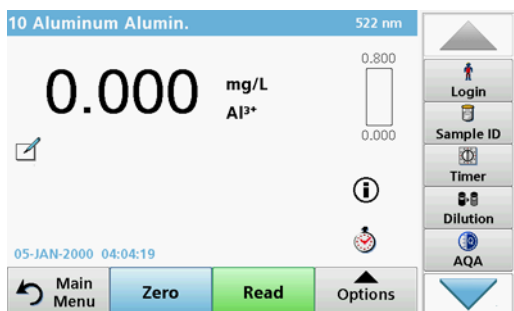 10 Aluminum Alumin. 522 nm
0.000 mg/L
Al³⁺
0.800
0.000
05-JAN-2000 04:04:19
Main Menu
Zero
Read
Options
Login
Sample ID
Timer
Dilution
AQA